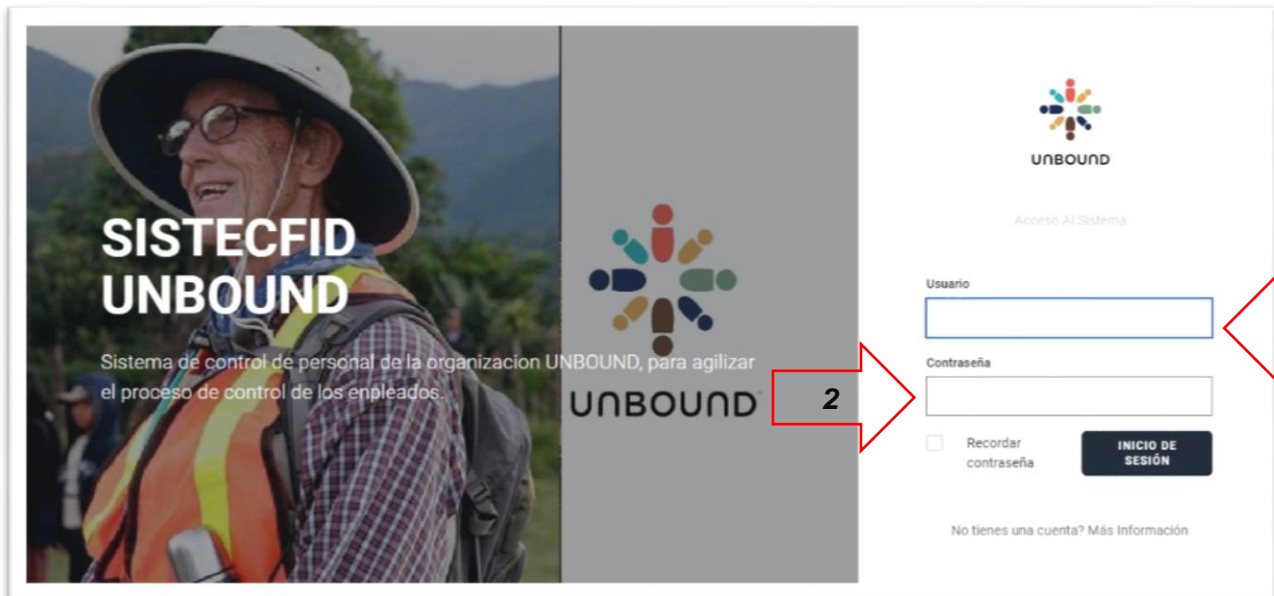 SISTECFID
UNBOUND
Sistema de control de personal de la organizacion UNBOUND, para agilizar
el proceso de control de los enpleados.
UNBOUND
2
UNBOUND
Acceso Al Sistema
Usuario
Contraseña
Recordar
contraseña
INICIO DE
SESIÓN
No tienes una cuenta? Más Información